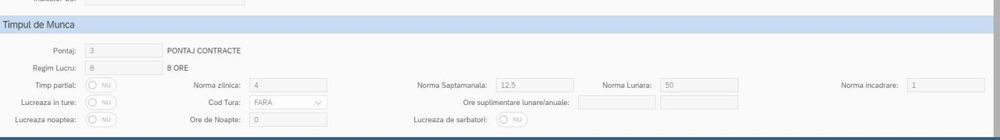 Timpul de Munca
Pontaj: 3 PONTAJ CONTRACTE
Regim Lucru: 8 8 ORE
Timp partial: NU Norma zilnica: 4 Norma Saptamanala: 12.5 Norma Lunara: 50 Norma incadrare: 1
Lucreaza in ture: NU Cod Tura: FARA Ore suplimentare lunare/anuale:
Lucreaza noaptea: NU Ore de Noapte: 0 Lucreaza de sarbatori: NU